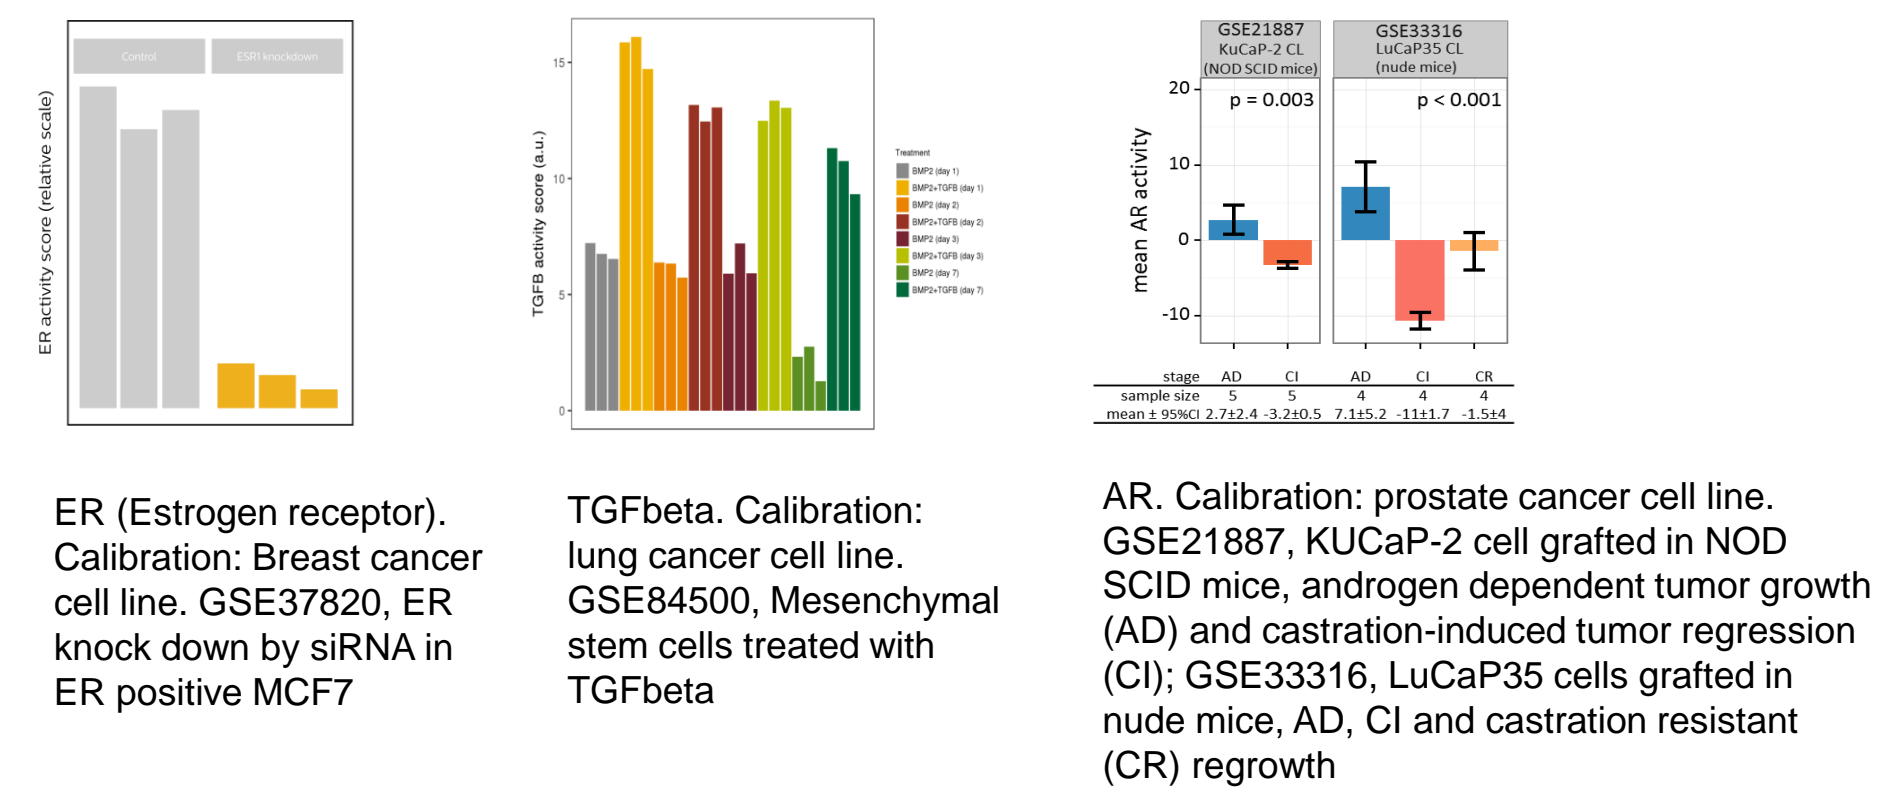 Control
ESR1 knockdown
ER activity score (relative scale)
15
10
5
0
TGFB activity score (a.u.)
Treatment
BMP2 (day 1)
BMP2+TGFB (day 1)
BMP2 (day 2)
BMP2+TGFB (day 2)
BMP2 (day 3)
BMP2+TGFB (day 3)
BMP2 (day 7)
BMP2+TGFB (day 7)
GSE21887
KuCaP-2 CL
(NOD SCID mice)
GSE33316
LuCaP35 CL
(nude mice)
p = 0.003
p < 0.001
20
10
0
-10
mean AR activity
stage AD CI AD CI CR
sample size 5 5 4 4 4
mean ± 95%CI 2.7±2.4 -3.2±0.5 7.1±5.2 -11±1.7 -1.5±4
ER (Estrogen receptor).
Calibration: Breast cancer
cell line. GSE37820, ER
knock down by siRNA in
ER positive MCF7
TGFbeta. Calibration:
lung cancer cell line.
GSE84500, Mesenchymal
stem cells treated with
TGFbeta
AR. Calibration: prostate cancer cell line.
GSE21887, KUCaP-2 cell grafted in NOD
SCID mice, androgen dependent tumor growth
(AD) and castration-induced tumor regression
(CI); GSE33316, LuCaP35 cells grafted in
nude mice, AD, CI and castration resistant
(CR) regrowth